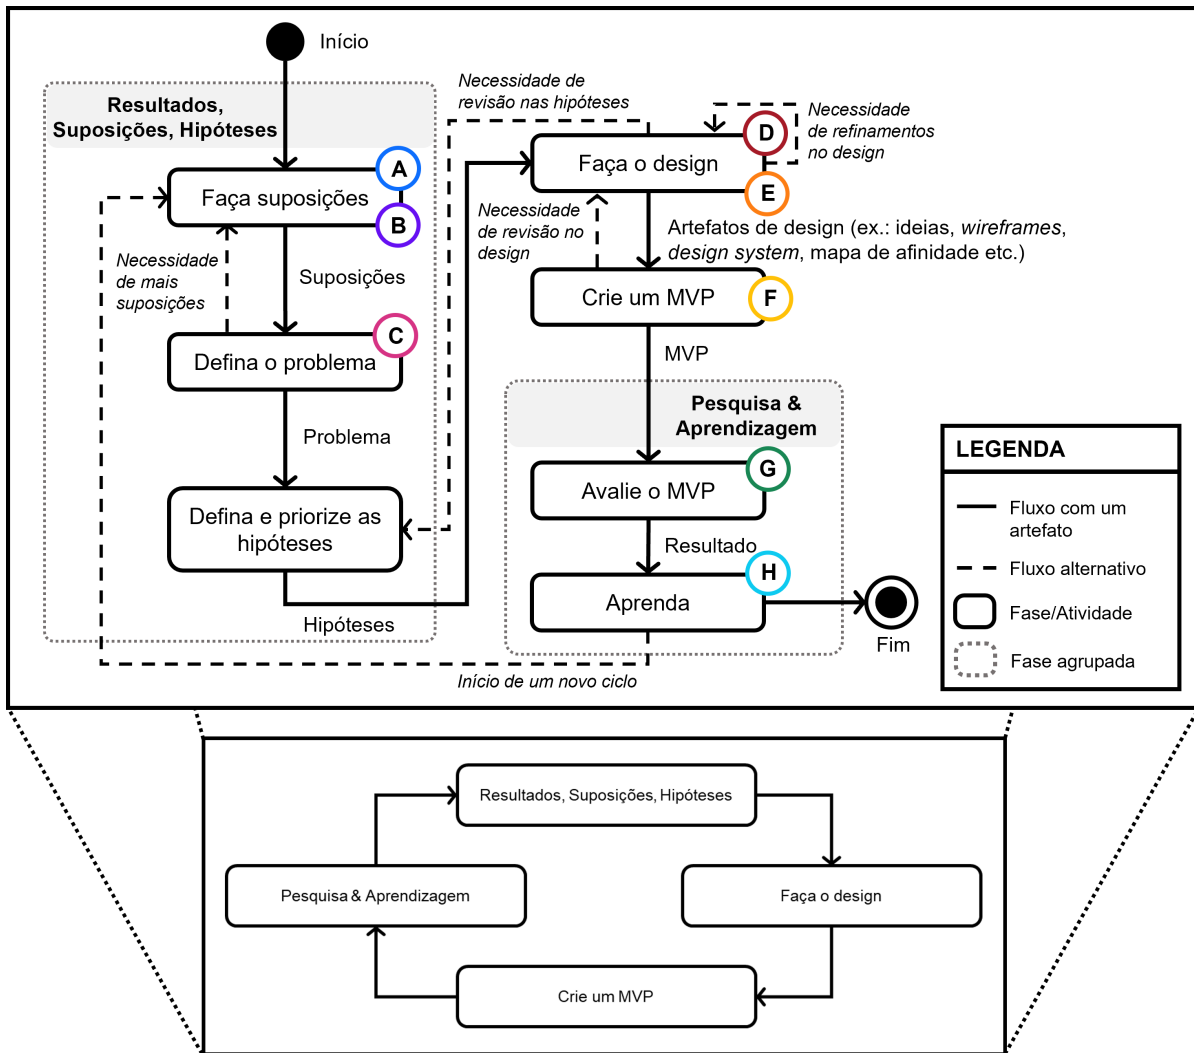 Início
Resultados,
Suposições, Hipóteses
A
Faça suposições
B
Necessidade
de mais
suposições
Suposições
C
Defina o problema
Problema
Defina e priorize as
hipóteses
Hipóteses
Necessidade de
revisão nas hipóteses
D
Necessidade
de refinamentos
no design
Faça o design
E
Necessidade
de revisão no
design
Artefatos de design (ex.: ideias, wireframes,
design system, mapa de afinidade etc.)
Crie um MVP
F
MVP
Pesquisa &
Aprendizagem
G
Avalie o MVP
Resultado
H
Aprenda
Fim
Início de um novo ciclo
LEGENDA
Fluxo com um
artefato
Fluxo alternativo
Fase/Atividade
Fase agrupada
Resultados, Suposições, Hipóteses
Pesquisa & Aprendizagem
Faça o design
Crie um MVP